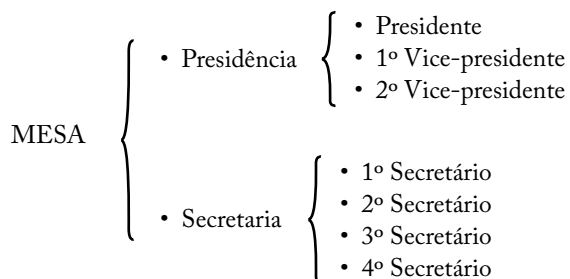 • Presidente
• Presidência
• 1º Vice-presidente
• 2º Vice-presidente
MESA
• 1º Secretário
• 2º Secretário
• Secretaria
• 3º Secretário
• 4º Secretário